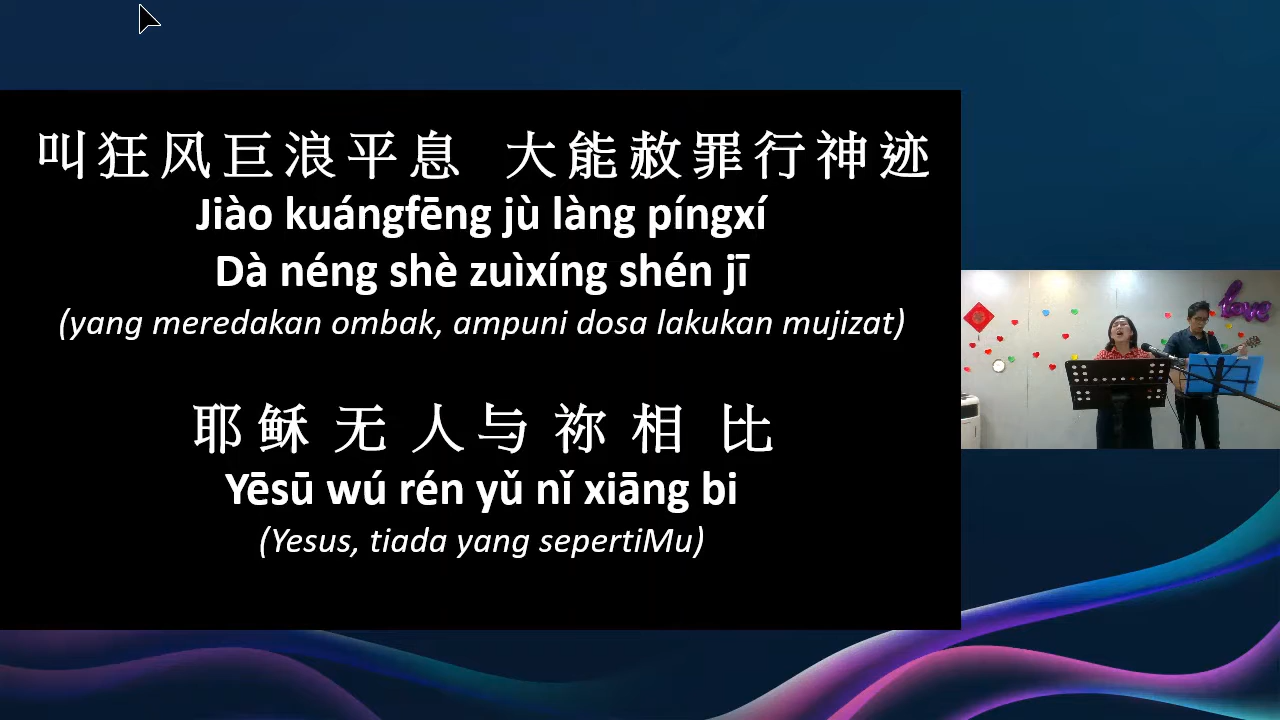 叫狂风巨浪平息 大能赦罪行神迹
Jiào kuángfēng jù làng píngxí
Dà néng shè zuìxíng shén jī
(yang meredakan ombak, ampuni dosa lakukan mujizat)
耶稣 无 人与 祢 相 比
Yēsū wú rén yǔ nǐ xiāng bi
(Yesus, tiada yang sepertiMu)
love